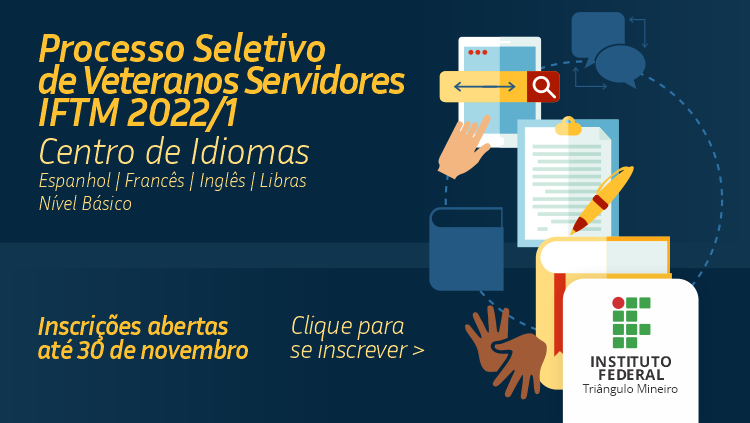 Processo Seletivo
de Veteranos Servidores
IFTM 2022/1
Centro de Idiomas
Espanhol | Francês | Inglês | Libras
Nível Básico
Inscrições abertas
até 30 de novembro
Clique para
se inscrever >
INSTITUTO
FEDERAL
Triângulo Mineiro